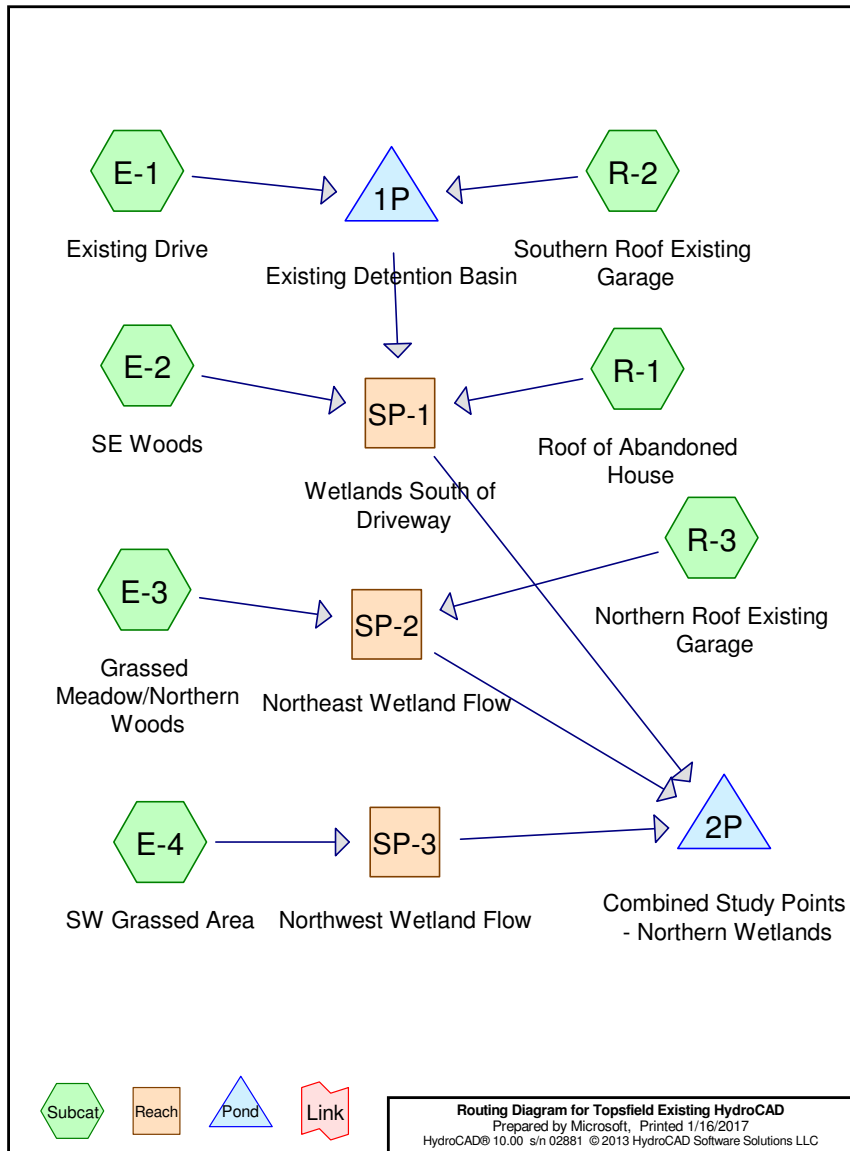 E-1
1P
R-2
Existing Drive
Existing Detention Basin
Southern Roof Existing
Garage
E-2
SP-1
R-1
SE Woods
Wetlands South of
Driveway
Roof of Abandoned
House
R-3
E-3
SP-2
Northern Roof Existing
Garage
Grassed
Meadow/Northern
Woods
Northeast Wetland Flow
E-4
SP-3
2P
SW Grassed Area
Northwest Wetland Flow
Combined Study Points
- Northern Wetlands
Subcat
Reach
Pond
Link
Routing Diagram for Topsfield Existing HydroCAD
Prepared by Microsoft, Printed 1/16/2017
HydroCAD® 10.00 s/n 02881 © 2013 HydroCAD Software Solutions LLC